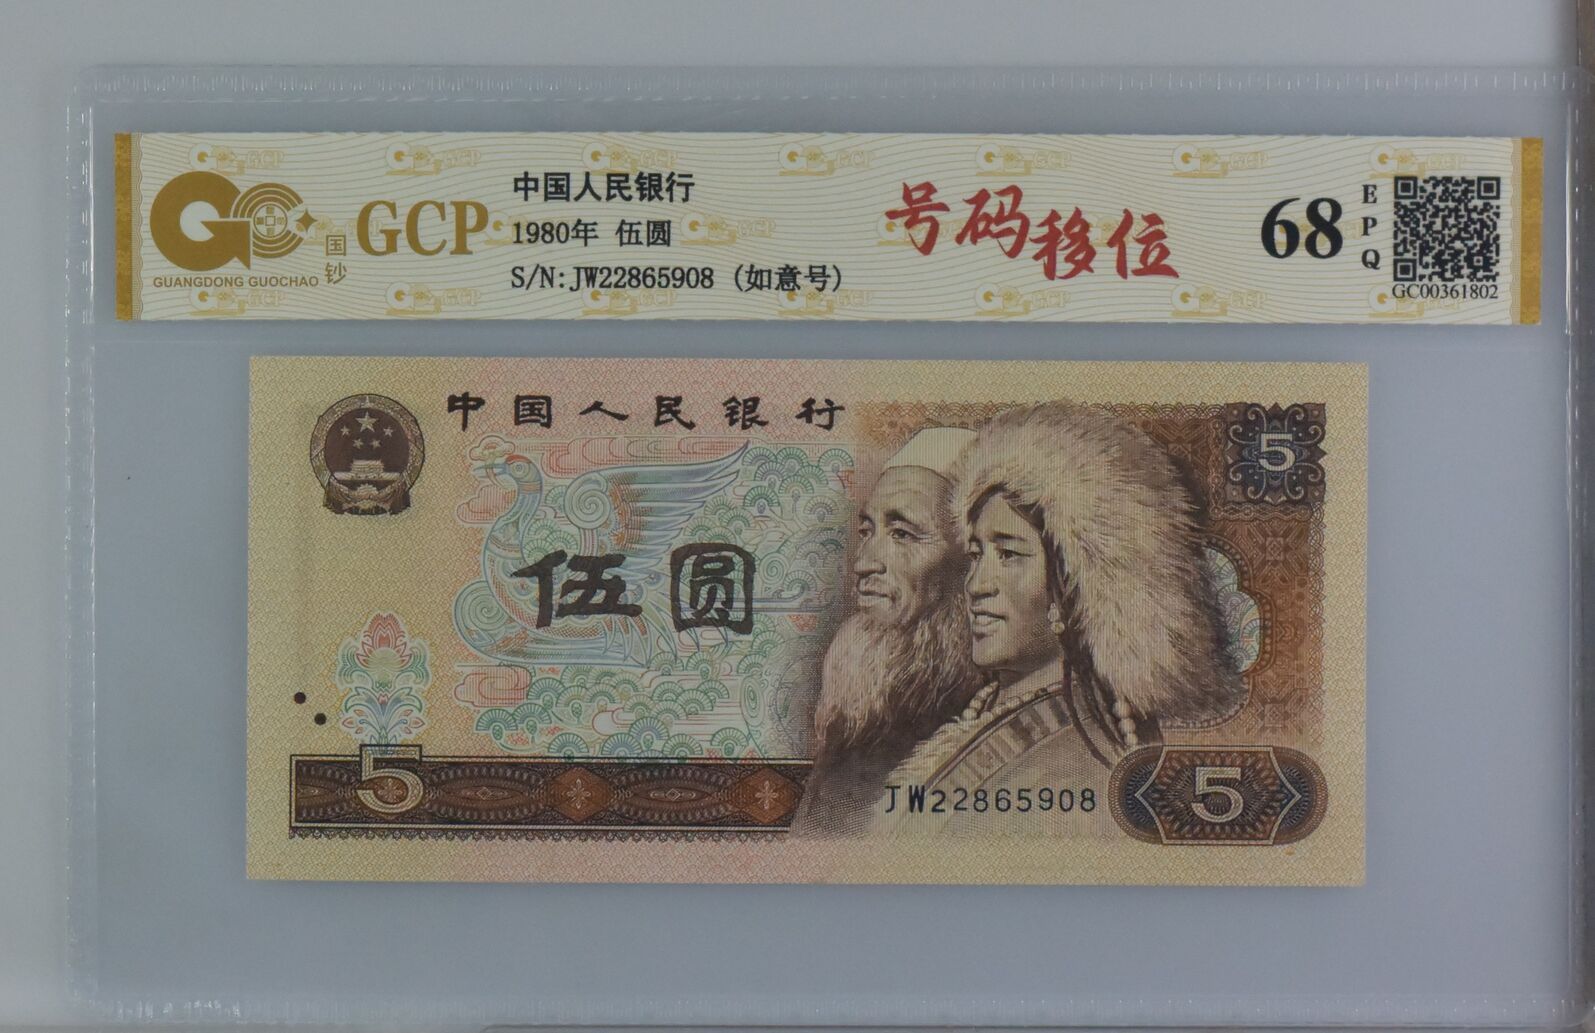 国钞
GUANGDONG GUOCHAO
GCP
中国人民银行
1980年 伍圆
S/N:JW22865908 (如意号)
号码移位
68
EPQ
GC00361802
中国人民银行
5
伍圆
5
JW22865908
5